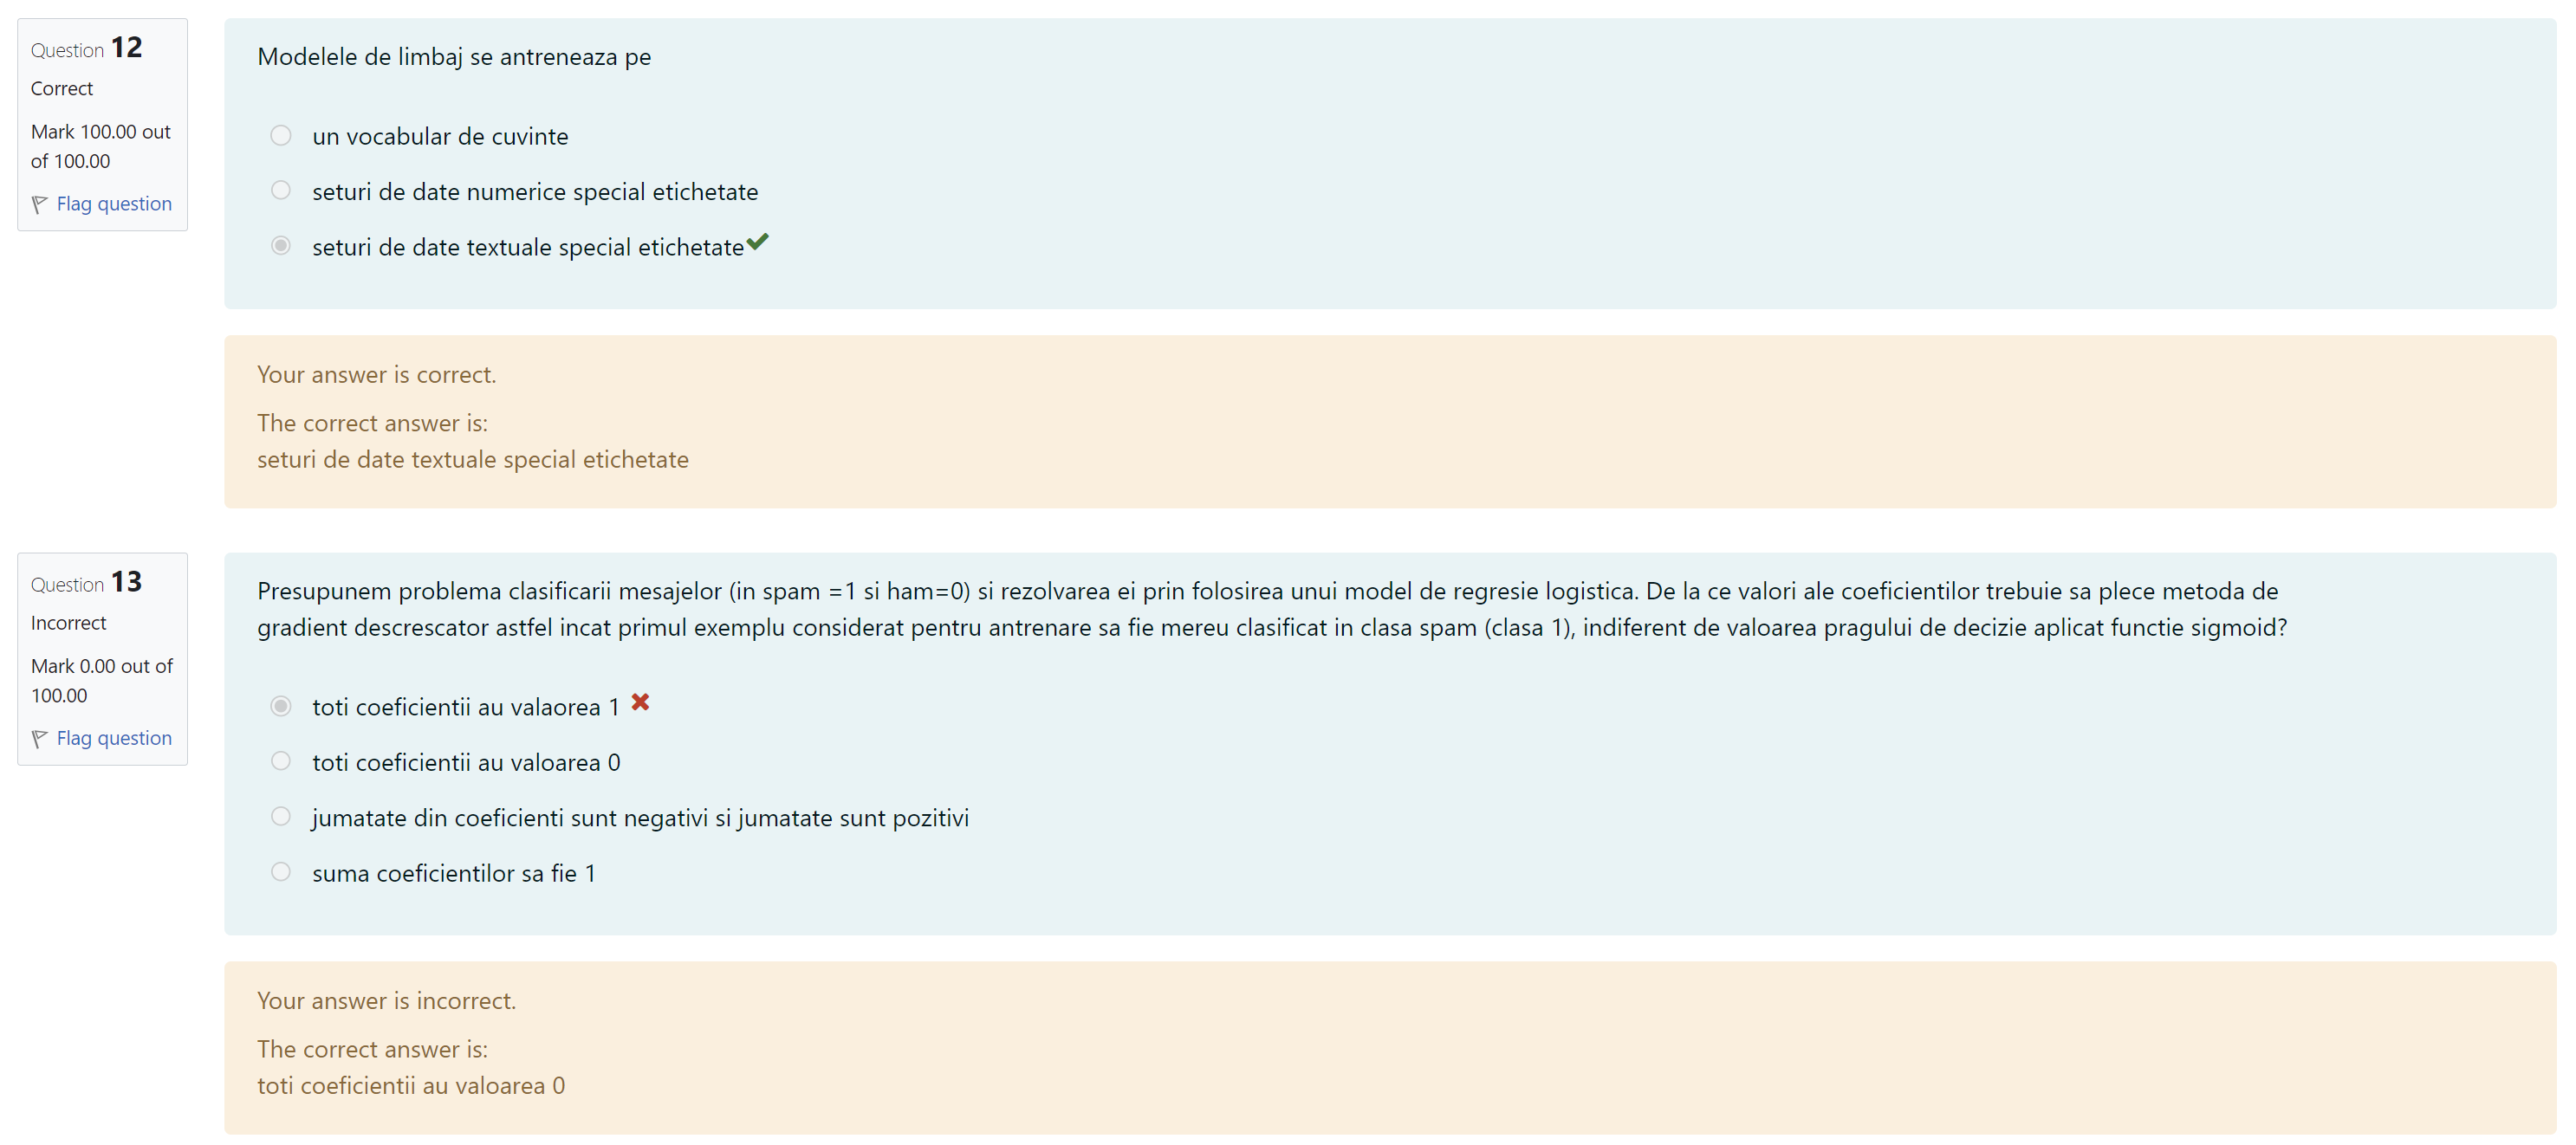 Question 12
Correct
Mark 100.00 out
of 100.00
Flag question
Modelele de limbaj se antreneaza pe
un vocabular de cuvinte
seturi de date numerice special etichetate
seturi de date textuale special etichetate
Your answer is correct.
The correct answer is:
seturi de date textuale special etichetate
Question 13
Incorrect
Mark 0.00 out of
100.00
Flag question
Presupunem problema clasificarii mesajelor (in spam =1 si ham=0) si rezolvarea ei prin folosirea unui model de regresie logistica. De la ce valori ale coeficientilor trebuie sa plece metoda de
gradient descrescator astfel incat primul exemplu considerat pentru antrenare sa fie mereu clasificat in clasa spam (clasa 1), indiferent de valoarea pragului de decizie aplicat functie sigmoid?
toti coeficientii au valaorea 1
toti coeficientii au valoarea 0
jumatate din coeficienti sunt negativi si jumatate sunt pozitivi
suma coeficientilor sa fie 1
Your answer is incorrect.
The correct answer is:
toti coeficientii au valoarea 0